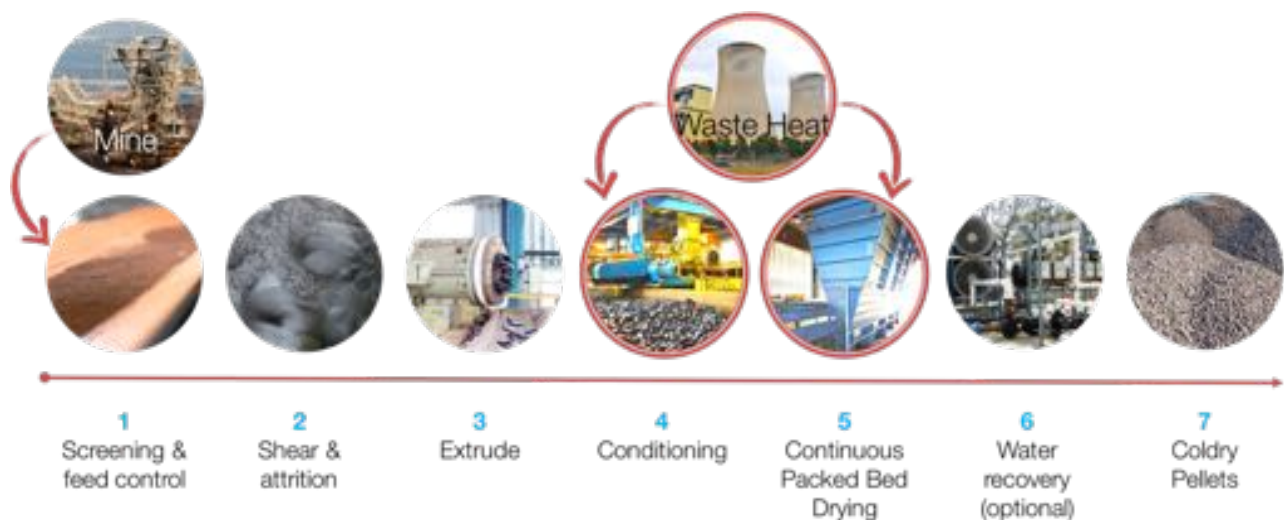 Mine
Waste Heat
1
Screening &
feed control
2
Shear &
attrition
3
Extrude
4
Conditioning
5
Continuous
Packed Bed
Drying
6
Water
recovery
(optional)
7
Coldry
Pellets